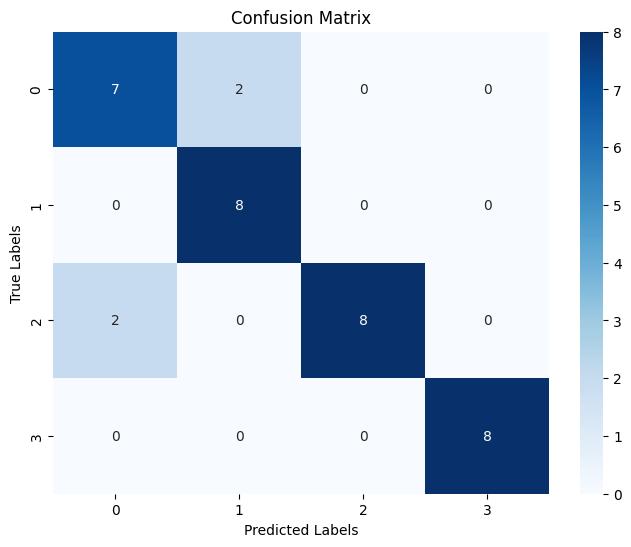 Confusion Matrix
True Labels
0 7 2 0 0
1 0 8 0 0
2 2 0 8 0
3 0 0 0 8
0 1 2 3
Predicted Labels
8
7
6
5
4
3
2
1
0